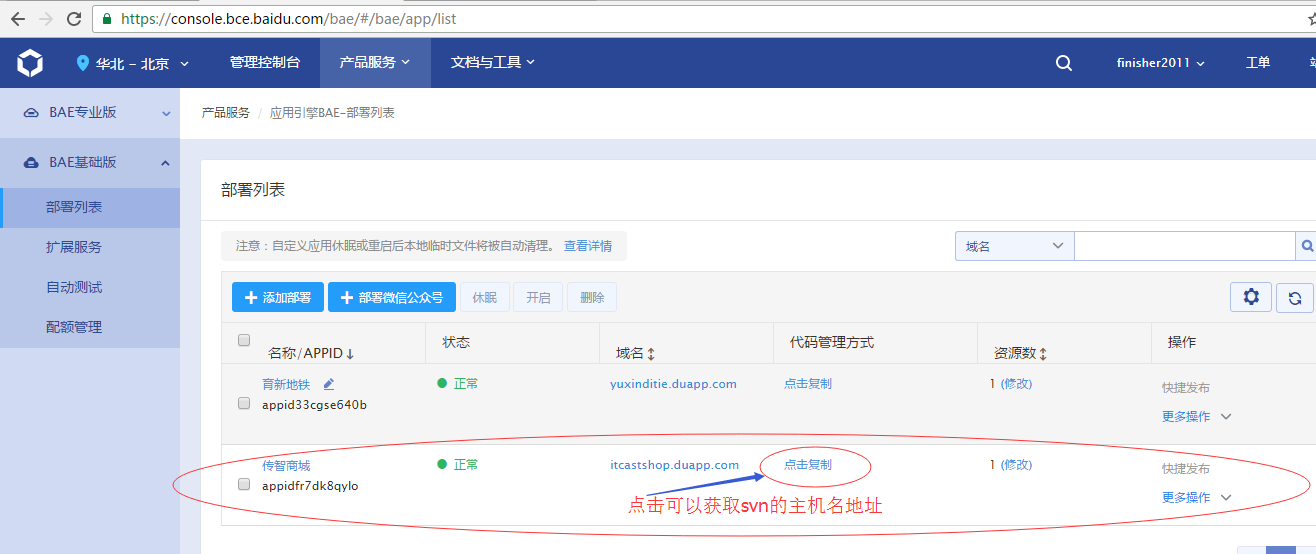 https://console.bce.baidu.com/bae/#/bae/app/list
华北 - 北京 管理控制台 产品服务 文档与工具 finisher2011 工单
BAE专业版
BAE基础版
部署列表
扩展服务
自动测试
配额管理
产品服务 / 应用引擎BAE-部署列表
部署列表
注意：自定义应用休眠或重启后本地临时文件将被自动清理。 查看详情
域名
添加部署 部署微信公众号 休眠 开启 删除
名称/APPID 状态 域名 代码管理方式 资源数 操作
育新地铁 正常 yuxinditie.duapp.com 点击复制 1 (修改) 快捷发布
appid33cgse640b 更多操作
传智商城 正常 itcastshop.duapp.com 点击复制 1 (修改) 快捷发布
appidfr7dk8qylo 更多操作
点击可以获取svn的主机名地址